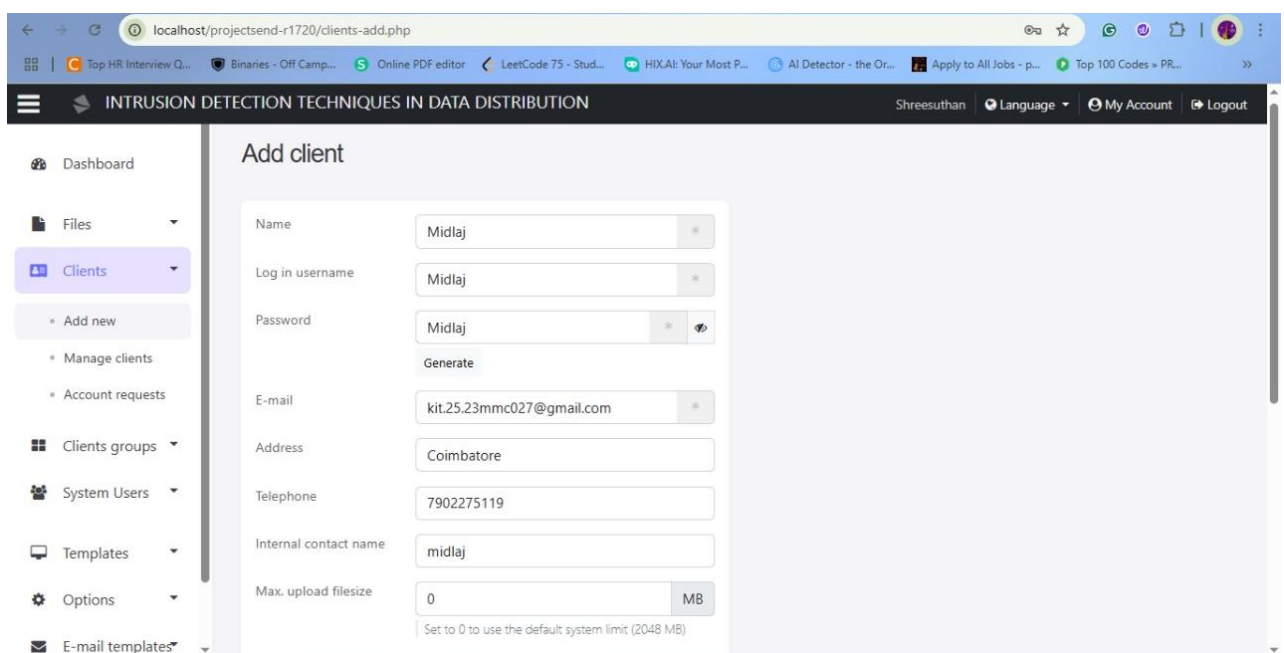 localhost/projectsend-r1720/clients-add.php
Top HR Interview Q... Binaries - Off Camp... Online PDF editor LeetCode 75 - Stud... HIX.AI: Your Most P... AI Detector - the Or... Apply to All Jobs - p... Top 100 Codes » PR... »
INTRUSION DETECTION TECHNIQUES IN DATA DISTRIBUTION Shreesuthan Language My Account Logout
Dashboard
Files
Clients
Add new
Manage clients
Account requests
Clients groups
System Users
Templates
Options
E-mail templates
Add client
Name Midlaj *
Log in username Midlaj *
Password Midlaj *
Generate
E-mail kit.25.23mmc027@gmail.com *
Address Coimbatore
Telephone 7902275119
Internal contact name midlaj
Max. upload filesize 0 MB
Set to 0 to use the default system limit (2048 MB)